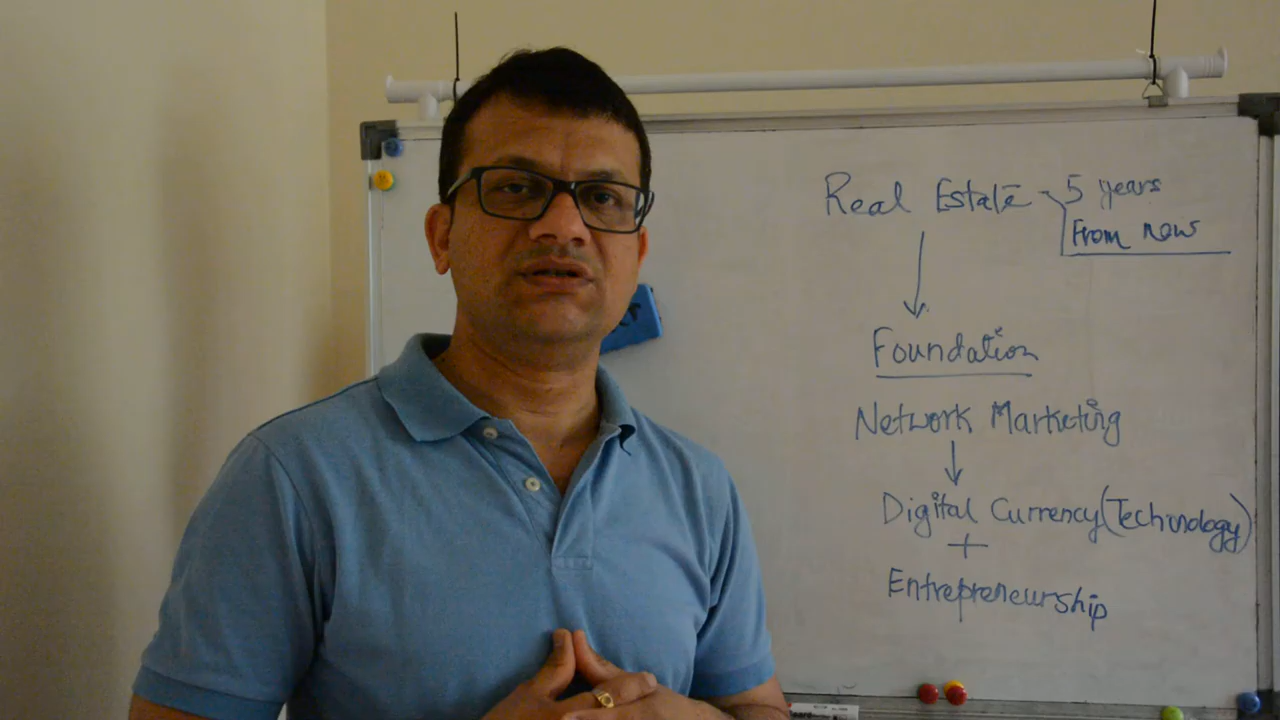 Real Estate - 5 years
From now
Foundation
Network Marketing
Digital Currency (Technology)
+
Entrepreneurship